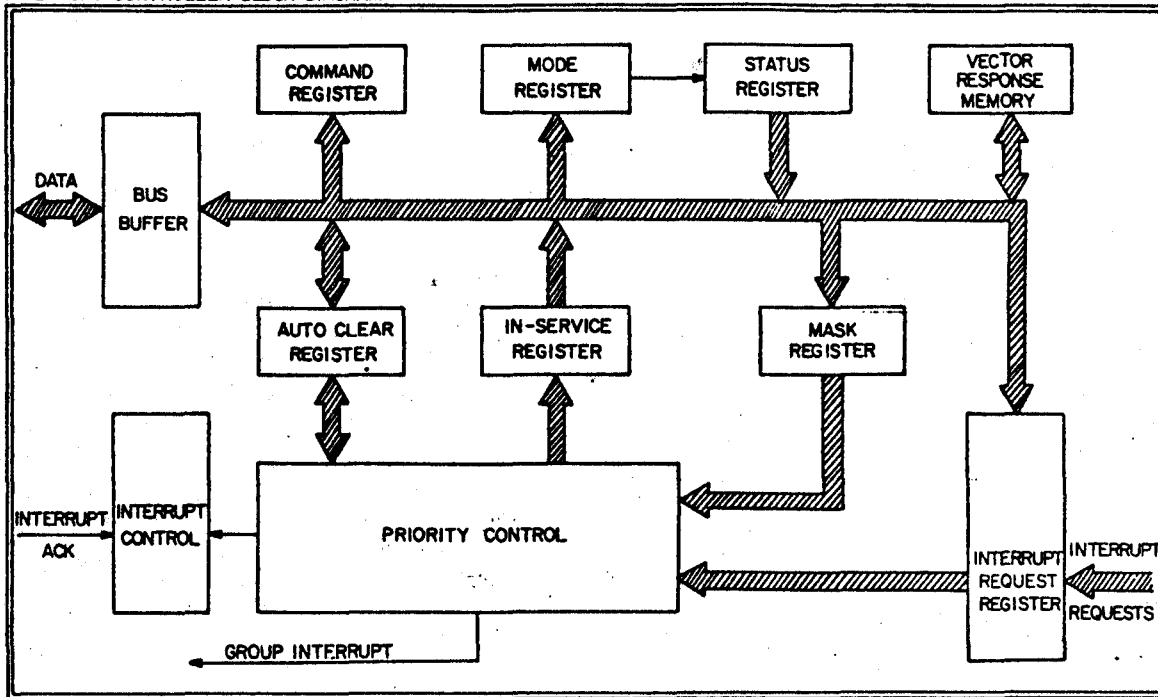 COMMAND
REGISTER
MODE
REGISTER
STATUS
REGISTER
VECTOR
RESPONSE
MEMORY
DATA
BUS
BUFFER
AUTO CLEAR
REGISTER
IN-SERVICE
REGISTER
MASK
REGISTER
INTERRUPT
ACK
INTERRUPT
CONTROL
PRIORITY CONTROL
INTERRUPT
REQUEST
REGISTER
INTERRUPT
REQUESTS
GROUP INTERRUPT